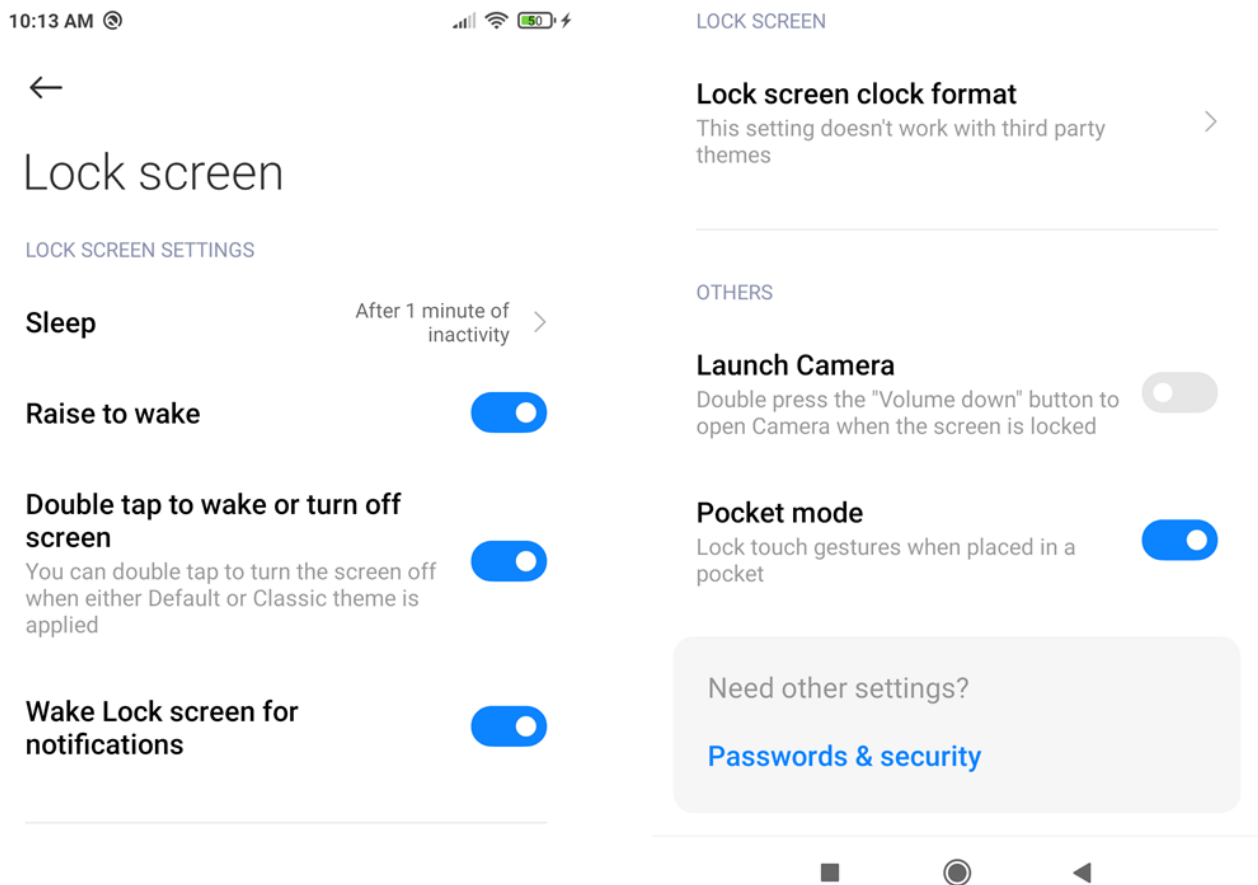 10:13 AM
50
Lock screen
LOCK SCREEN SETTINGS
Sleep
After 1 minute of
inactivity
Raise to wake
Double tap to wake or turn off
screen
You can double tap to turn the screen off
when either Default or Classic theme is
applied
Wake Lock screen for
notifications
LOCK SCREEN
Lock screen clock format
This setting doesn't work with third party
themes
OTHERS
Launch Camera
Double press the "Volume down" button to
open Camera when the screen is locked
Pocket mode
Lock touch gestures when placed in a
pocket
Need other settings?
Passwords & security